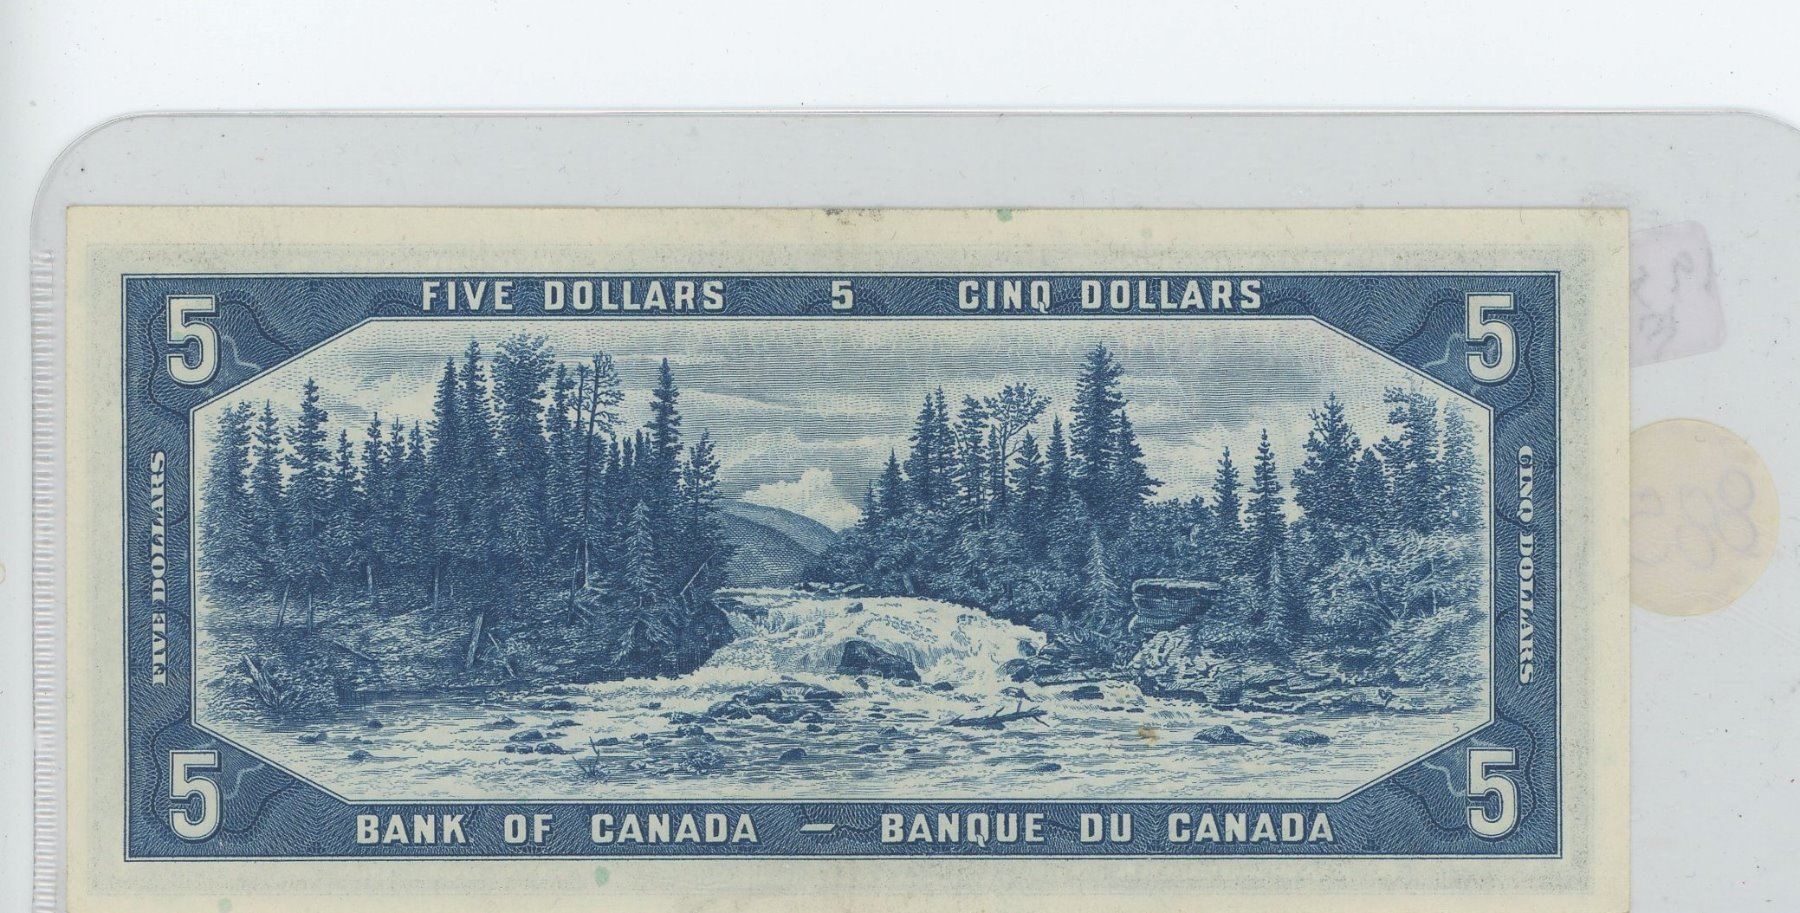 FIVE DOLLARS 5 CINQ DOLLARS
5 5
FIVE DOLLARS
CINQ DOLLARS
5 5
BANK OF CANADA — BANQUE DU CANADA